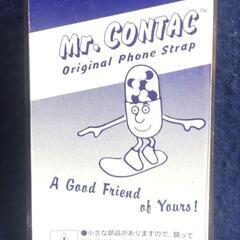 Mr. CONTAC™
Original Phone Strap
A Good Friend
of Yours!
●小さな部品がありますので、誤って